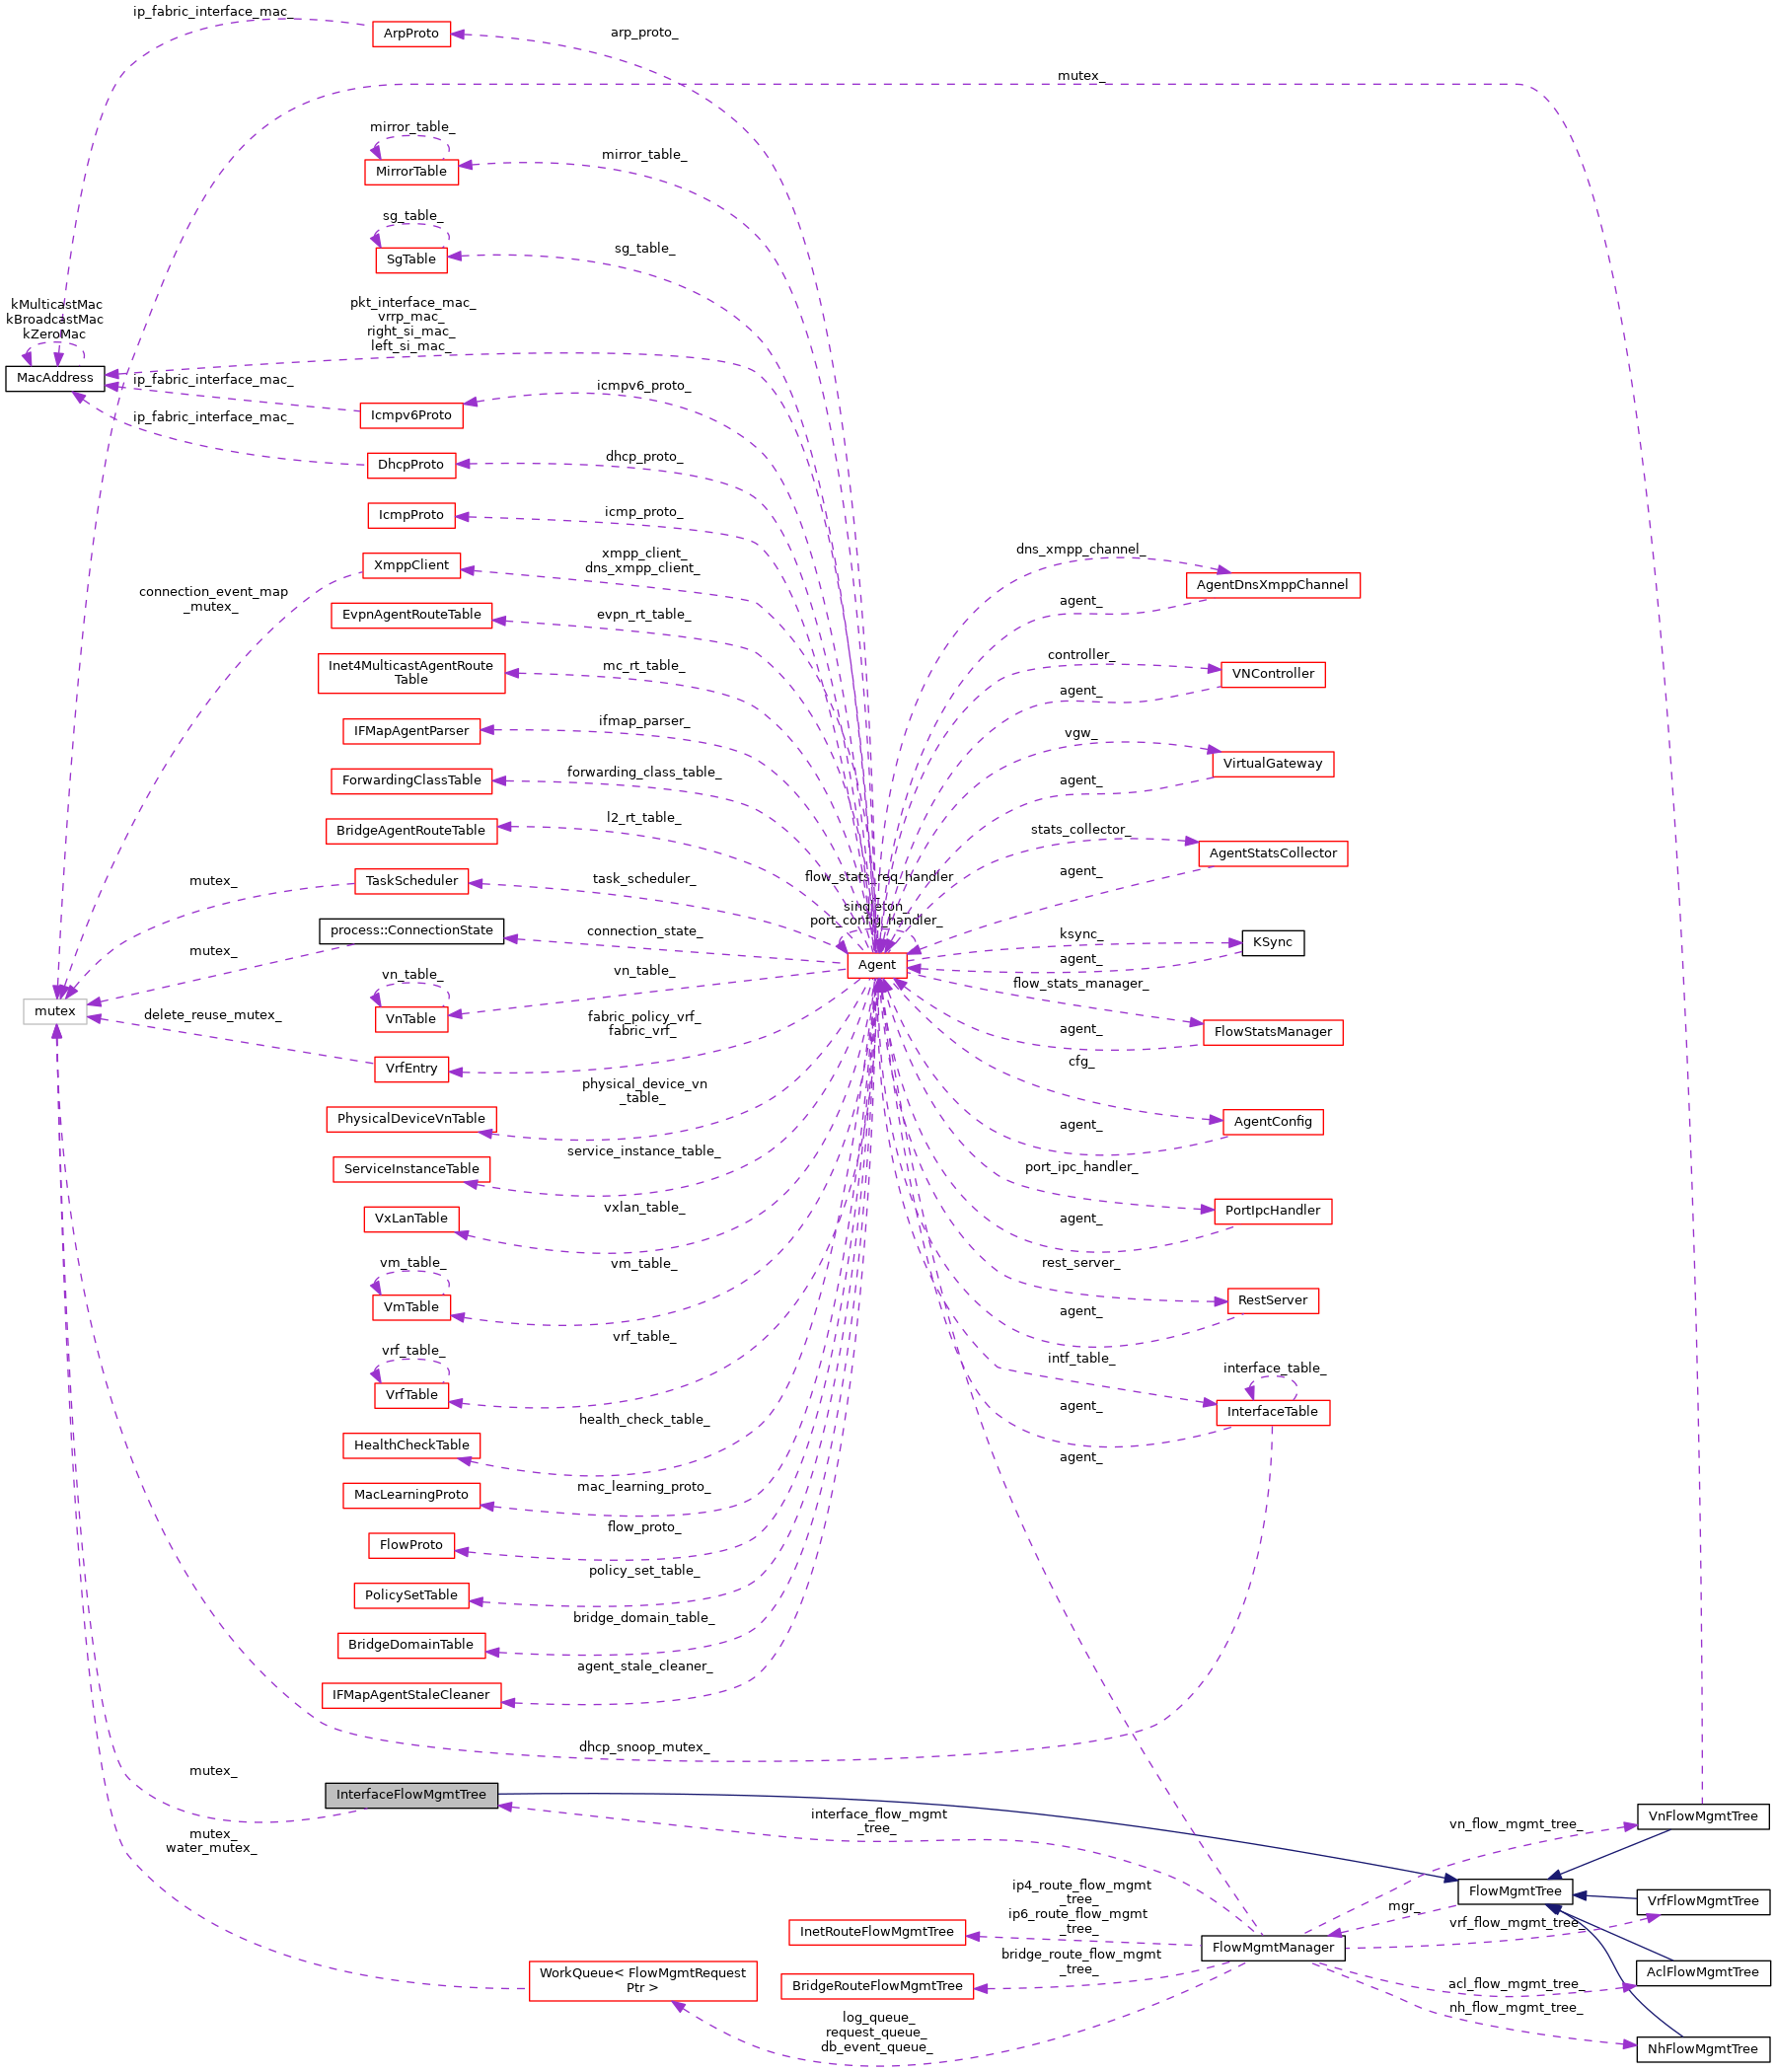 ip_fabric_interface_mac_
ArpProto
arp_proto_
mutex_
mirror_table_
MirrorTable
mirror_table_
sg_table_
SgTable
sg_table_
kMulticastMac
kBroadcastMac
kZeroMac
MacAddress
pkt_interface_mac_
vrrp_mac_
right_si_mac_
left_si_mac_
ip_fabric_interface_mac_
Icmpv6Proto
icmpv6_proto_
ip_fabric_interface_mac_
DhcpProto
dhcp_proto_
IcmpProto
icmp_proto_
connection_event_map
_mutex_
XmppClient
xmpp_client_
dns_xmpp_client_
EvpnAgentRouteTable
evpn_rt_table_
Inet4MulticastAgentRoute
Table
mc_rt_table_
IFMapAgentParser
ifmap_parser_
ForwardingClassTable
forwarding_class_table_
BridgeAgentRouteTable
l2_rt_table_
mutex_
TaskScheduler
task_scheduler_
mutex_
process::ConnectionState
connection_state_
mutex
vn_table_
VnTable
vn_table_
delete_reuse_mutex_
VrfEntry
fabric_policy_vrf_
fabric_vrf_
PhysicalDeviceVnTable
physical_device_vn
_table_
ServiceInstanceTable
service_instance_table_
VxLanTable
vxlan_table_
vm_table_
VmTable
vm_table_
vrf_table_
VrfTable
vrf_table_
HealthCheckTable
health_check_table_
MacLearningProto
mac_learning_proto_
FlowProto
flow_proto_
PolicySetTable
policy_set_table_
BridgeDomainTable
bridge_domain_table_
IFMapAgentStaleCleaner
agent_stale_cleaner_
flow_stats_req_handler
_
singleton_
port_config_handler_
Agent
dns_xmpp_channel_
agent_
AgentDnsXmppChannel
controller_
agent_
VNController
vgw_
agent_
VirtualGateway
stats_collector_
agent_
AgentStatsCollector
ksync_
agent_
KSync
flow_stats_manager_
agent_
FlowStatsManager
cfg_
agent_
AgentConfig
port_ipc_handler_
agent_
PortIpcHandler
rest_server_
agent_
RestServer
intf_table_
agent_
interface_table_
InterfaceTable
agent_
dhcp_snoop_mutex_
mutex_
InterfaceFlowMgmtTree
interface_flow_mgmt
_tree_
mutex_
water_mutex_
WorkQueue< FlowMgmtRequest
Ptr >
ip4_route_flow_mgmt
_tree_
ip6_route_flow_mgmt
_tree_
InetRouteFlowMgmtTree
bridge_route_flow_mgmt
_tree_
BridgeRouteFlowMgmtTree
log_queue_
request_queue_
db_event_queue_
FlowMgmtManager
mgr_
FlowMgmtTree
vn_flow_mgmt_tree_
VnFlowMgmtTree
vrf_flow_mgmt_tree_
VrfFlowMgmtTree
acl_flow_mgmt_tree_
AclFlowMgmtTree
nh_flow_mgmt_tree_
NhFlowMgmtTree